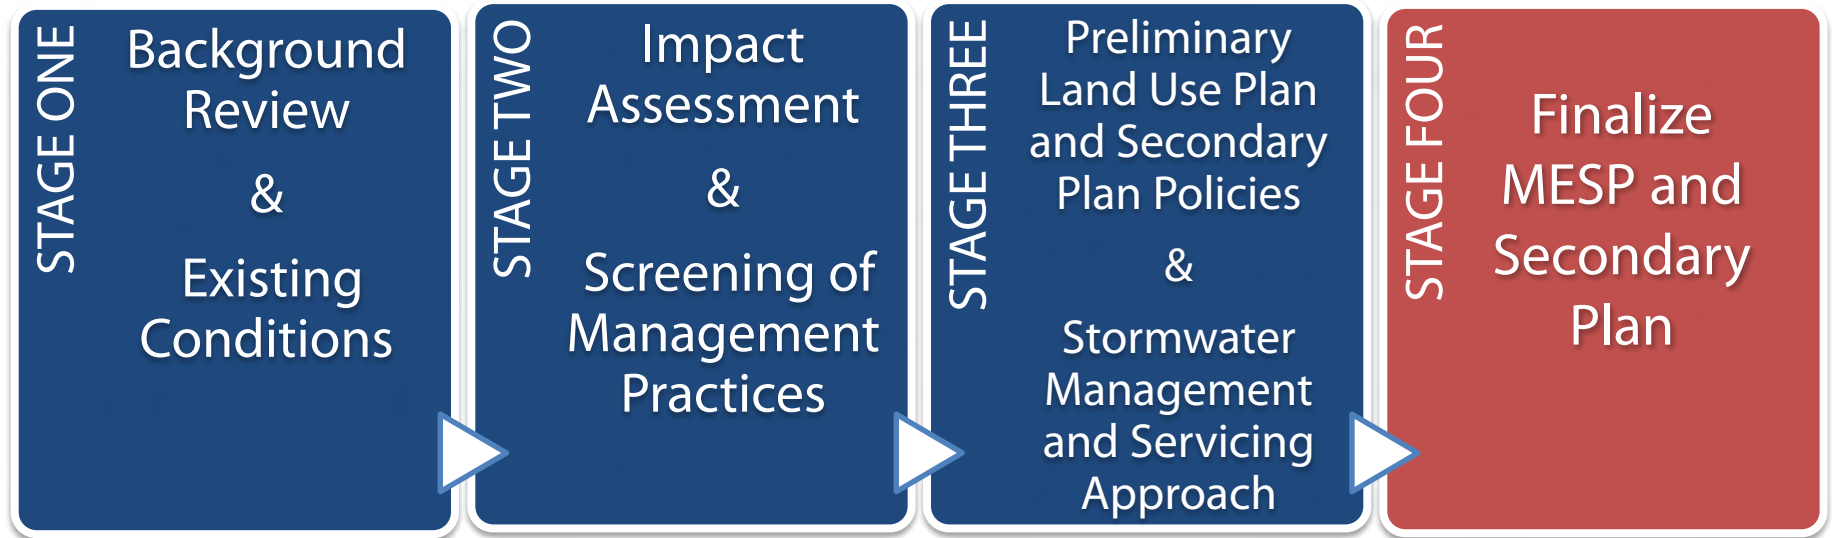 STAGE ONE
Background
Review
&
Existing
Conditions
STAGE TWO
Impact
Assessment
&
Screening of
Management
Practices
STAGE THREE
Preliminary
Land Use Plan
and Secondary
Plan Policies
&
Stormwater
Management
and Servicing
Approach
STAGE FOUR
Finalize
MESP and
Secondary
Plan